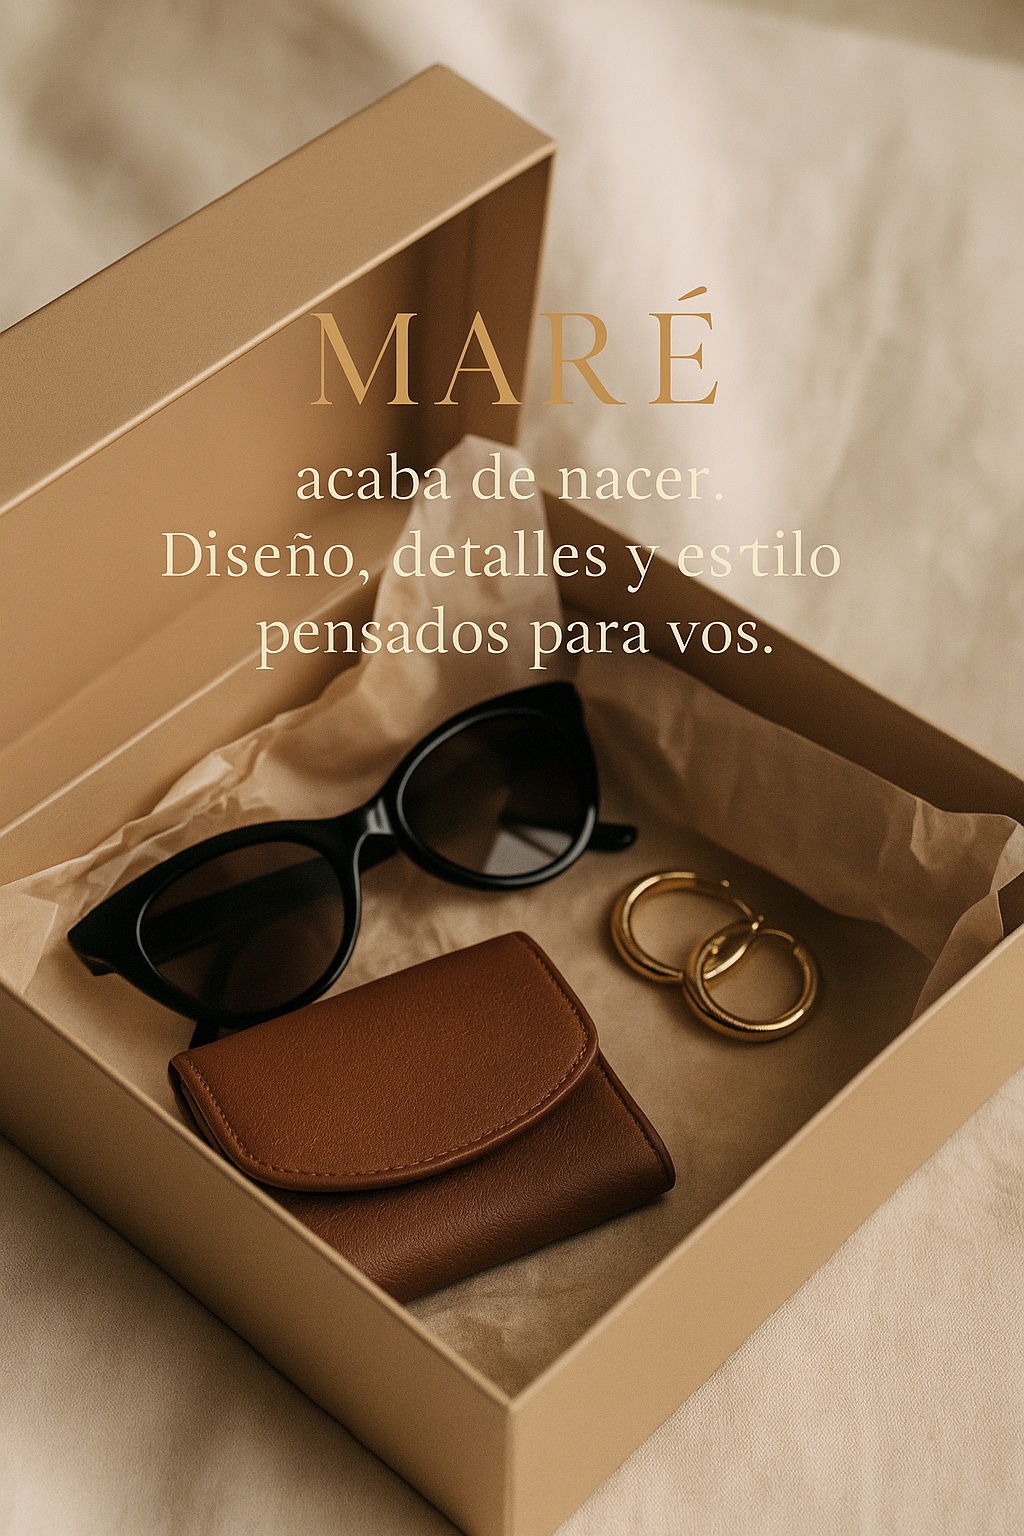 MARÉ
acaba de nacer.
Diseño, detalles y estilo
pensados para vos.